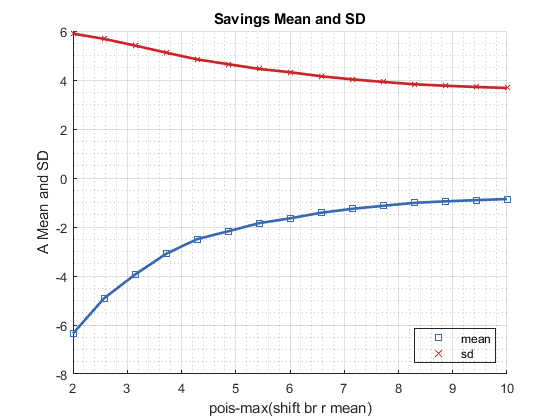 Savings Mean and SD
6
4
2
0
-2
-4
-6
-8
A Mean and SD
mean
sd
2 3 4 5 6 7 8 9 10
pois-max(shift br r mean)